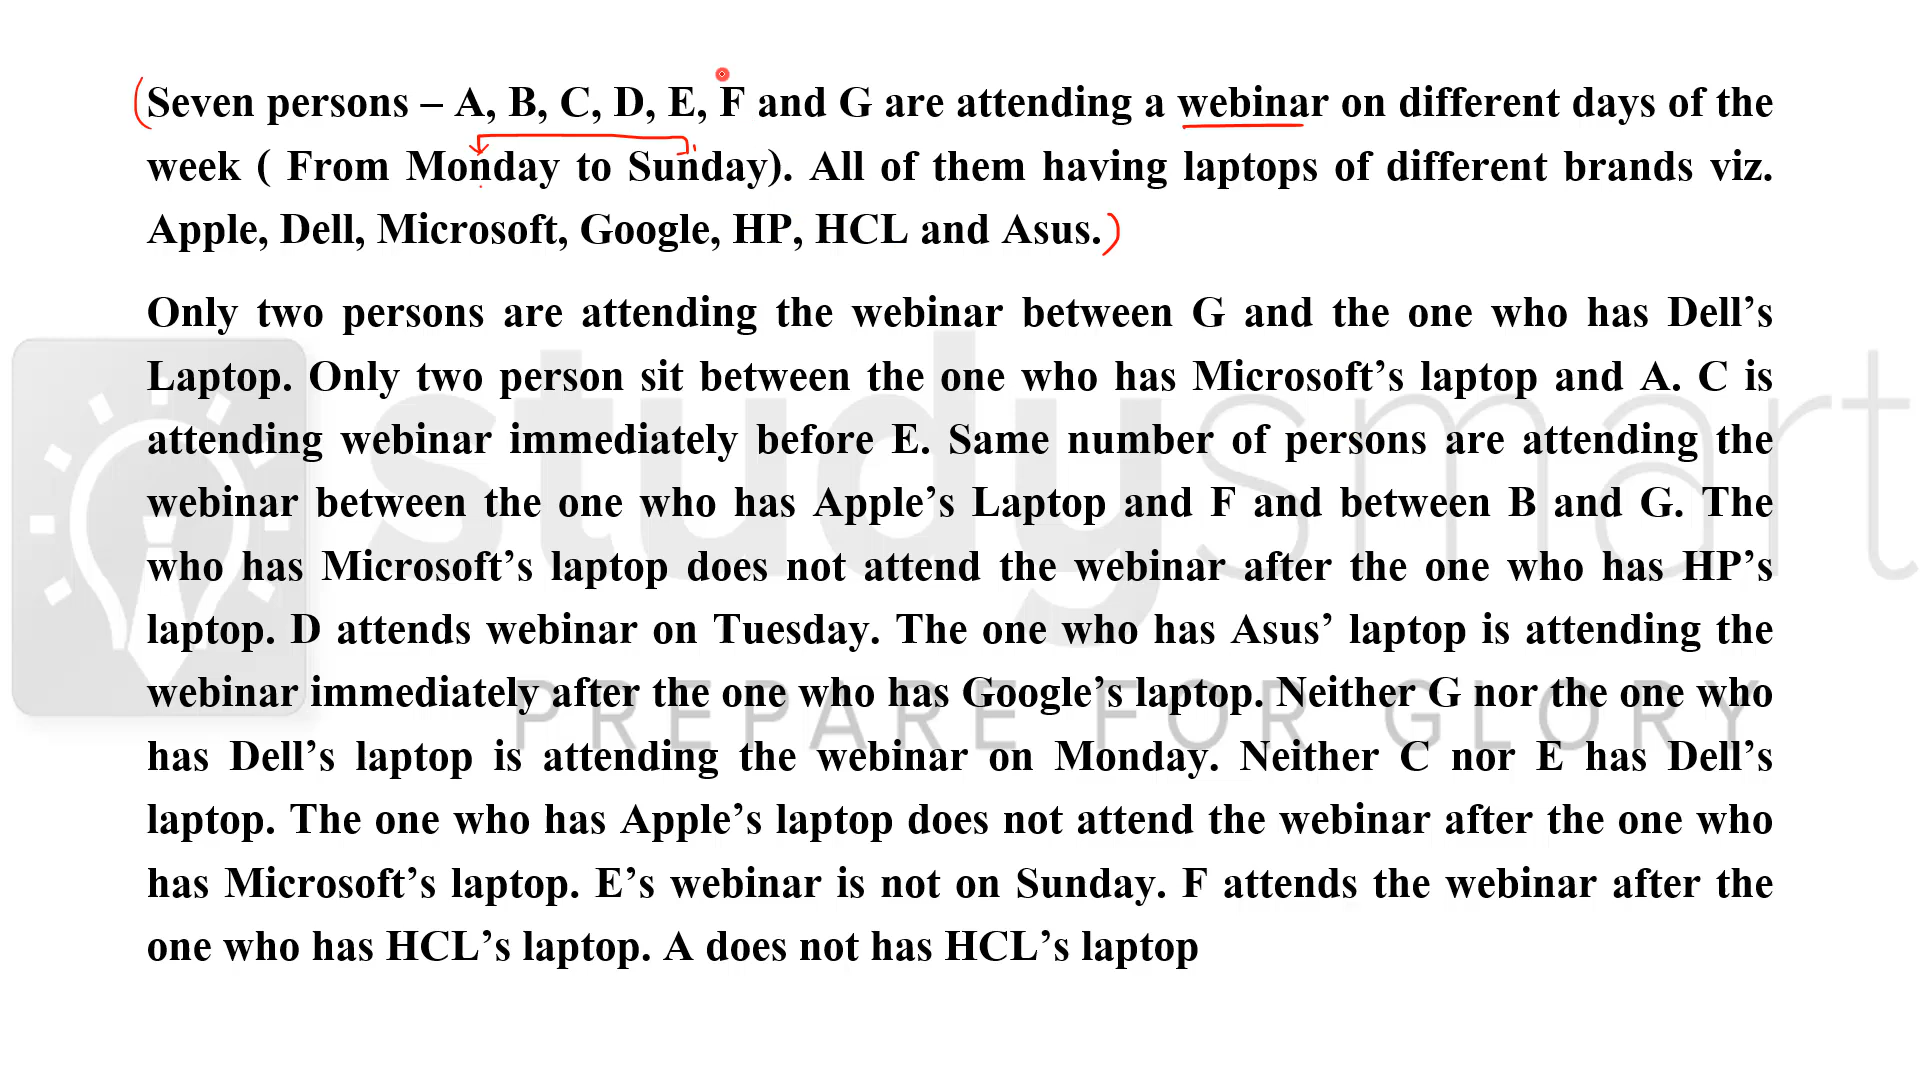 Seven persons – A, B, C, D, E, F and G are attending a webinar on different days of the
week ( From Monday to Sunday). All of them having laptops of different brands viz.
Apple, Dell, Microsoft, Google, HP, HCL and Asus.
Only two persons are attending the webinar between G and the one who has Dell’s
Laptop. Only two person sit between the one who has Microsoft’s laptop and A. C is
attending webinar immediately before E. Same number of persons are attending the
webinar between the one who has Apple’s Laptop and F and between B and G. The
who has Microsoft’s laptop does not attend the webinar after the one who has HP’s
laptop. D attends webinar on Tuesday. The one who has Asus’ laptop is attending the
webinar immediately after the one who has Google’s laptop. Neither G nor the one who
has Dell’s laptop is attending the webinar on Monday. Neither C nor E has Dell’s
laptop. The one who has Apple’s laptop does not attend the webinar after the one who
has Microsoft’s laptop. E’s webinar is not on Sunday. F attends the webinar after the
one who has HCL’s laptop. A does not has HCL’s laptop
studysmart
PREPARE FOR GLORY